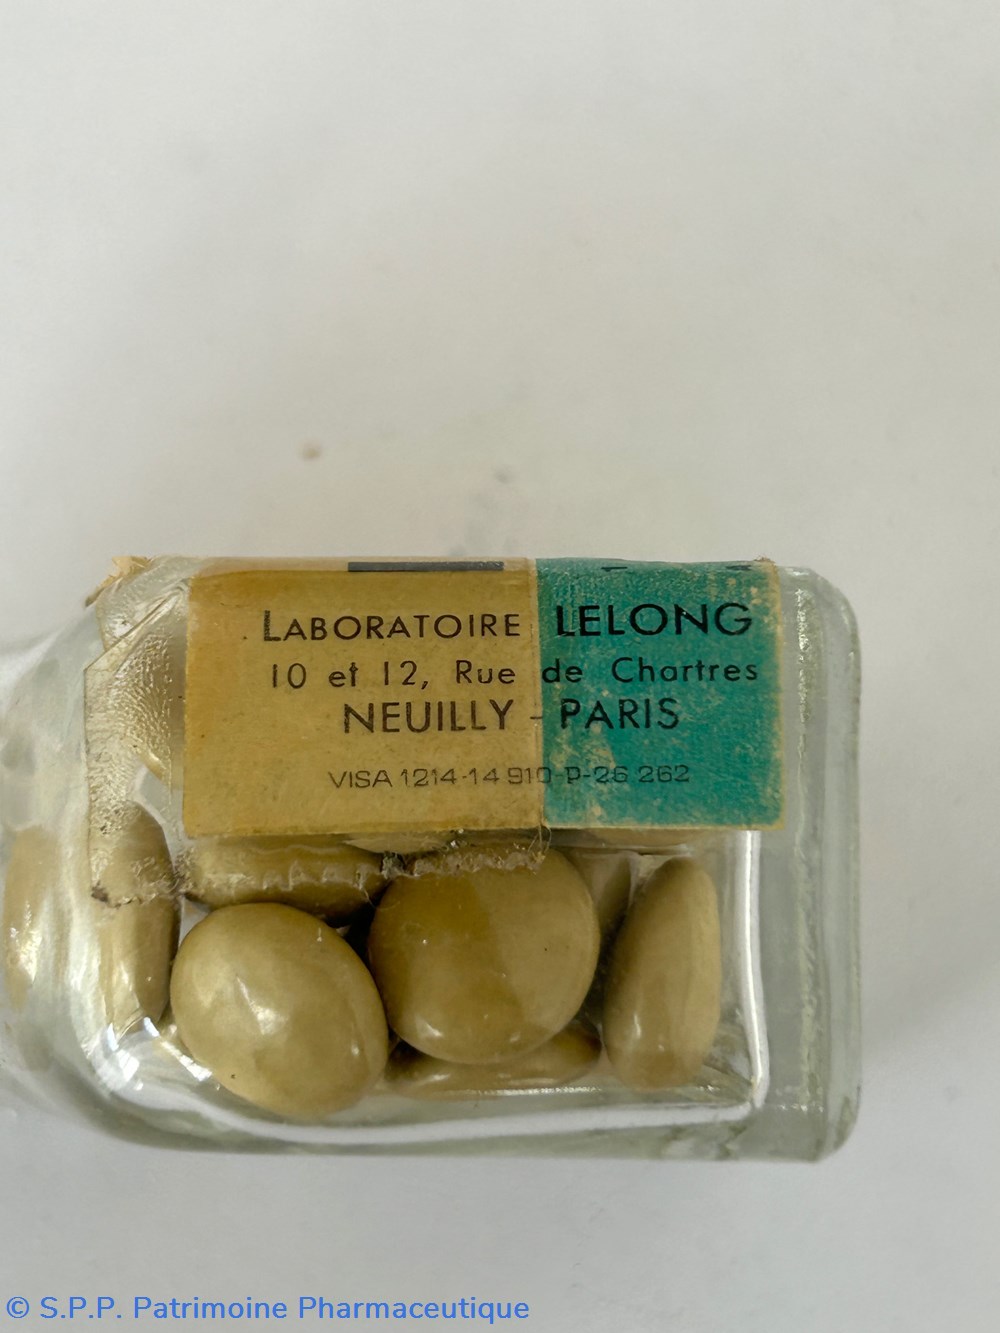 LABORATOIRE LELONG
10 et 12, Rue de Chartres
NEUILLY - PARIS
VISA 1214-14 910-P-26 262
© S.P.P. Patrimoine Pharmaceutique